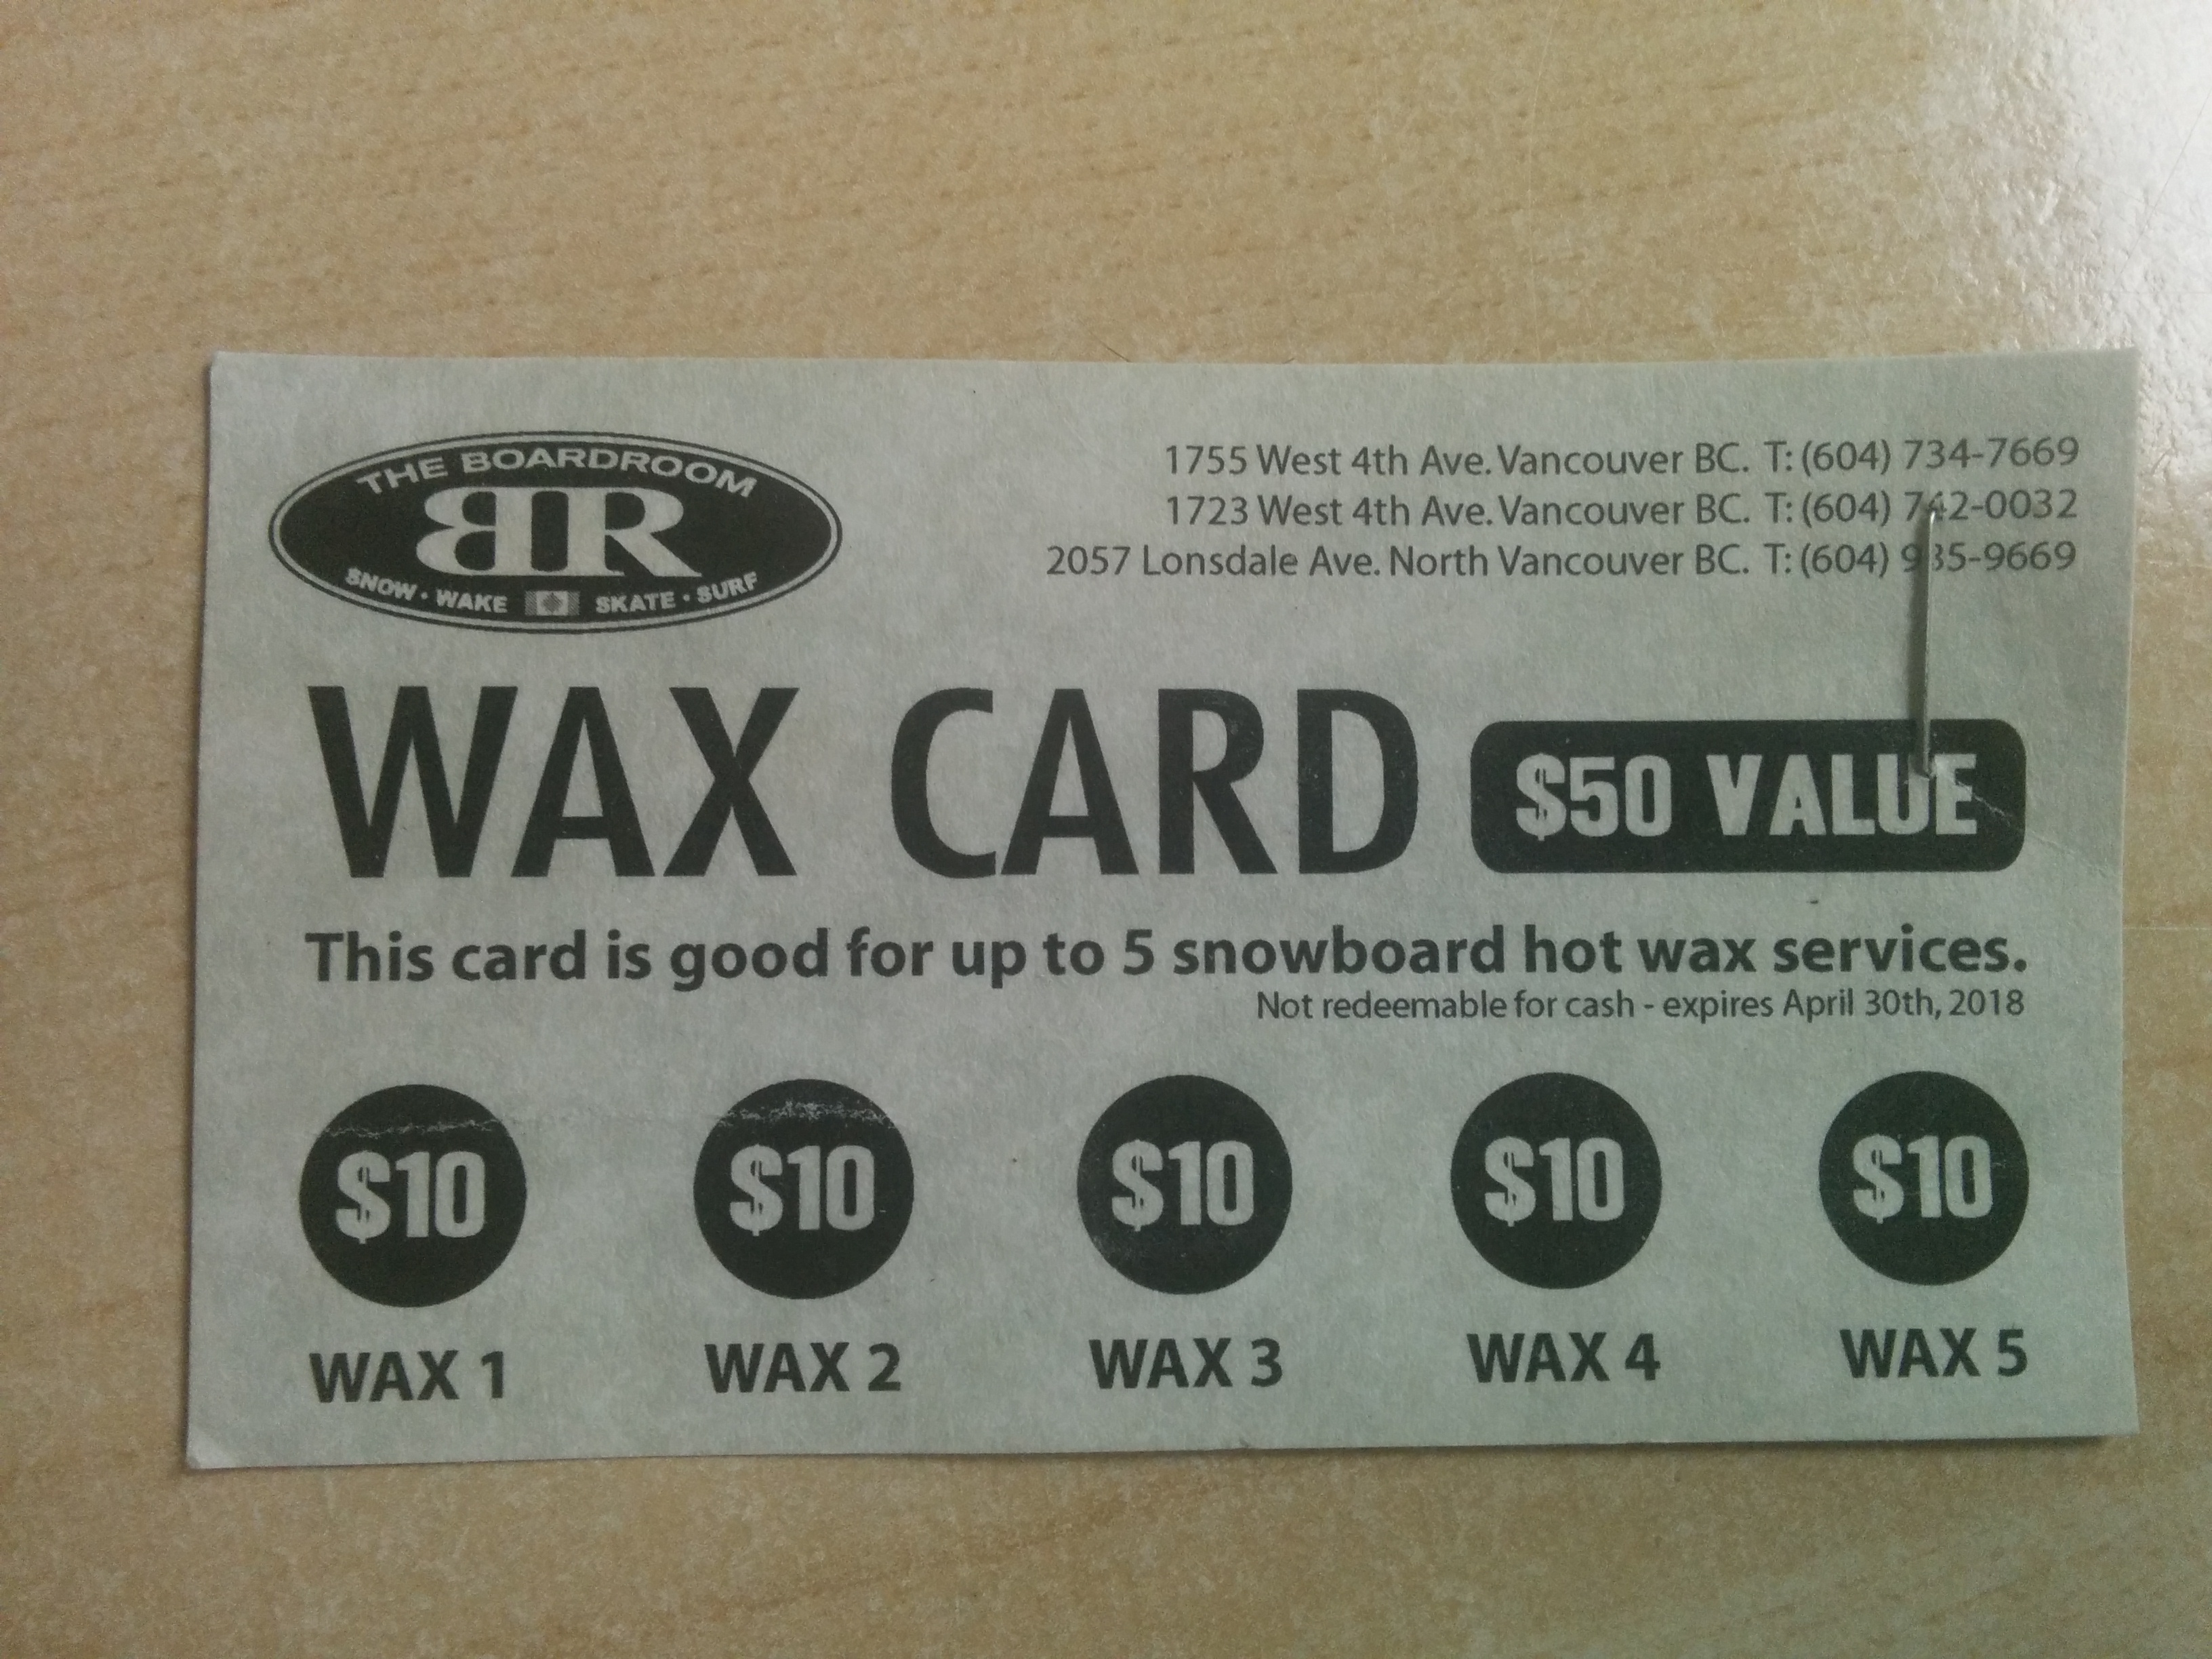 THE BOARDROOM
BR
SNOW • WAKE SKATE • SURF
1755 West 4th Ave. Vancouver BC. T: (604) 734-7669
1723 West 4th Ave. Vancouver BC. T: (604) 742-0032
2057 Lonsdale Ave. North Vancouver BC. T: (604)
WAX CARD
$50 VALUE
This card is good for up to 5 snowboard hot wax services.
Not redeemable for cash - expires April 30th, 2018
$10 $10 $10 $10 $10
WAX 1 WAX 2 WAX 3 WAX 4 WAX 5